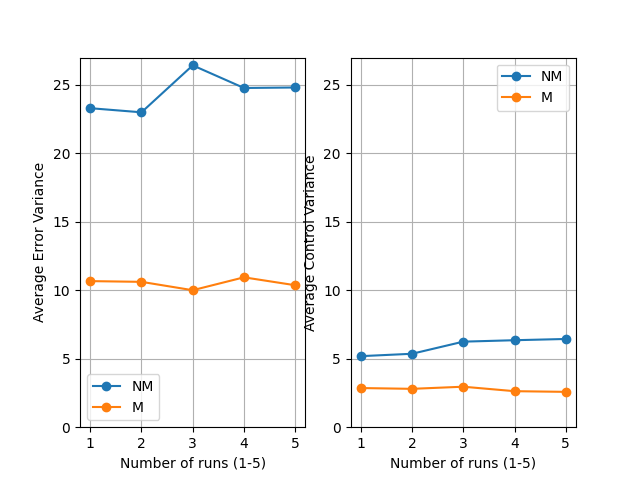 Average Error Variance
25
20
15
10
5
0
NM
M
1 2 3 4 5
Number of runs (1-5)
Average Control Variance
25
20
15
10
5
0
NM
M
1 2 3 4 5
Number of runs (1-5)